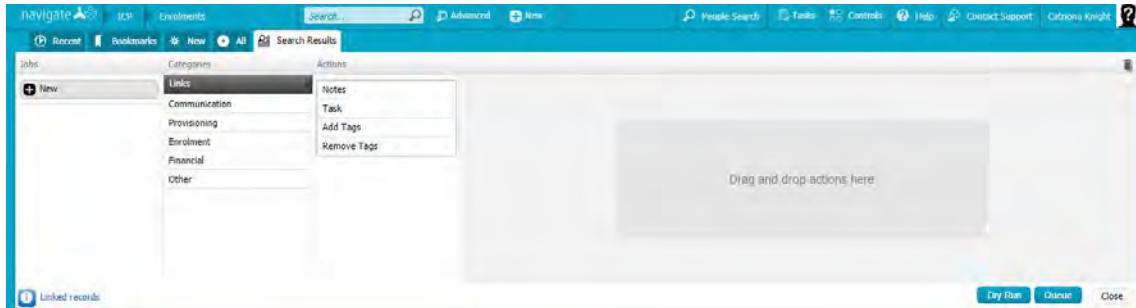 navigate
Enrolments
Search...
Advanced
New
People Search
Tasks
Controls
Help
Contact Support
Catriona Knight
Recent
Bookmarks
New
All
Search Results
Jobs
Categories
Actions
New
Links
Communication
Provisioning
Enrolment
Financial
Other
Notes
Task
Add Tags
Remove Tags
Drag and drop actions here
Linked records
Dry Run
Queue
Close